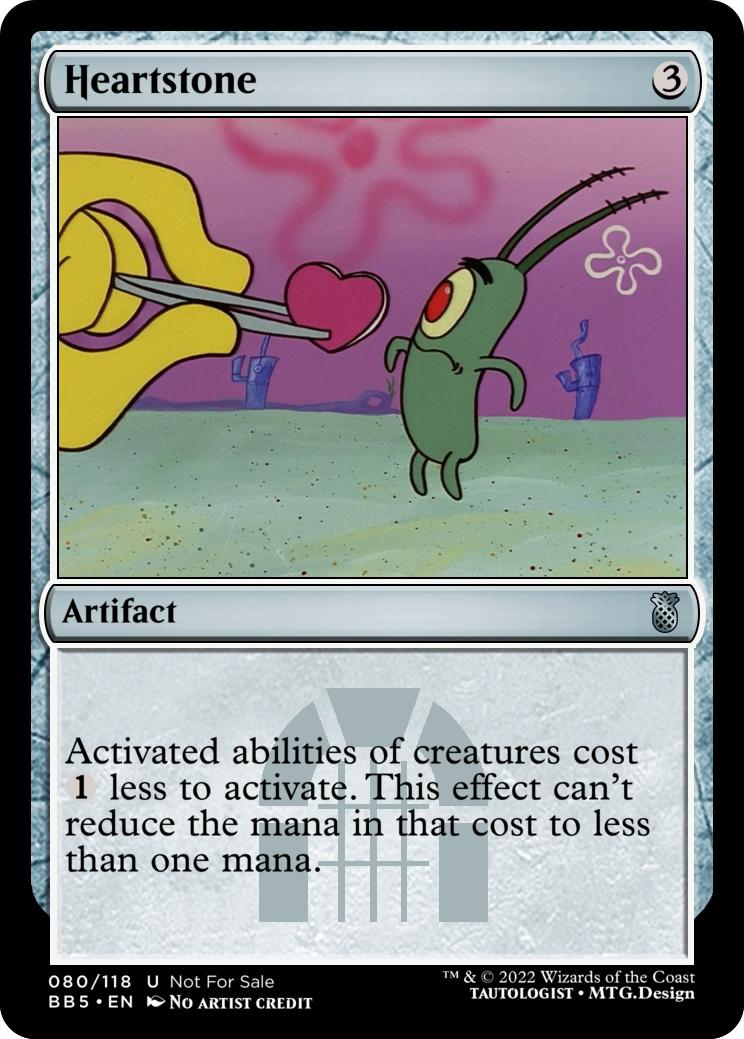 Heartstone 3
Artifact
Activated abilities of creatures cost
1 less to activate. This effect can't
reduce the mana in that cost to less
than one mana.
080/118 U Not For Sale
BB5 • EN No artist credit
™ & © 2022 Wizards of the Coast
TAUTOLOGIST • MTG.Design